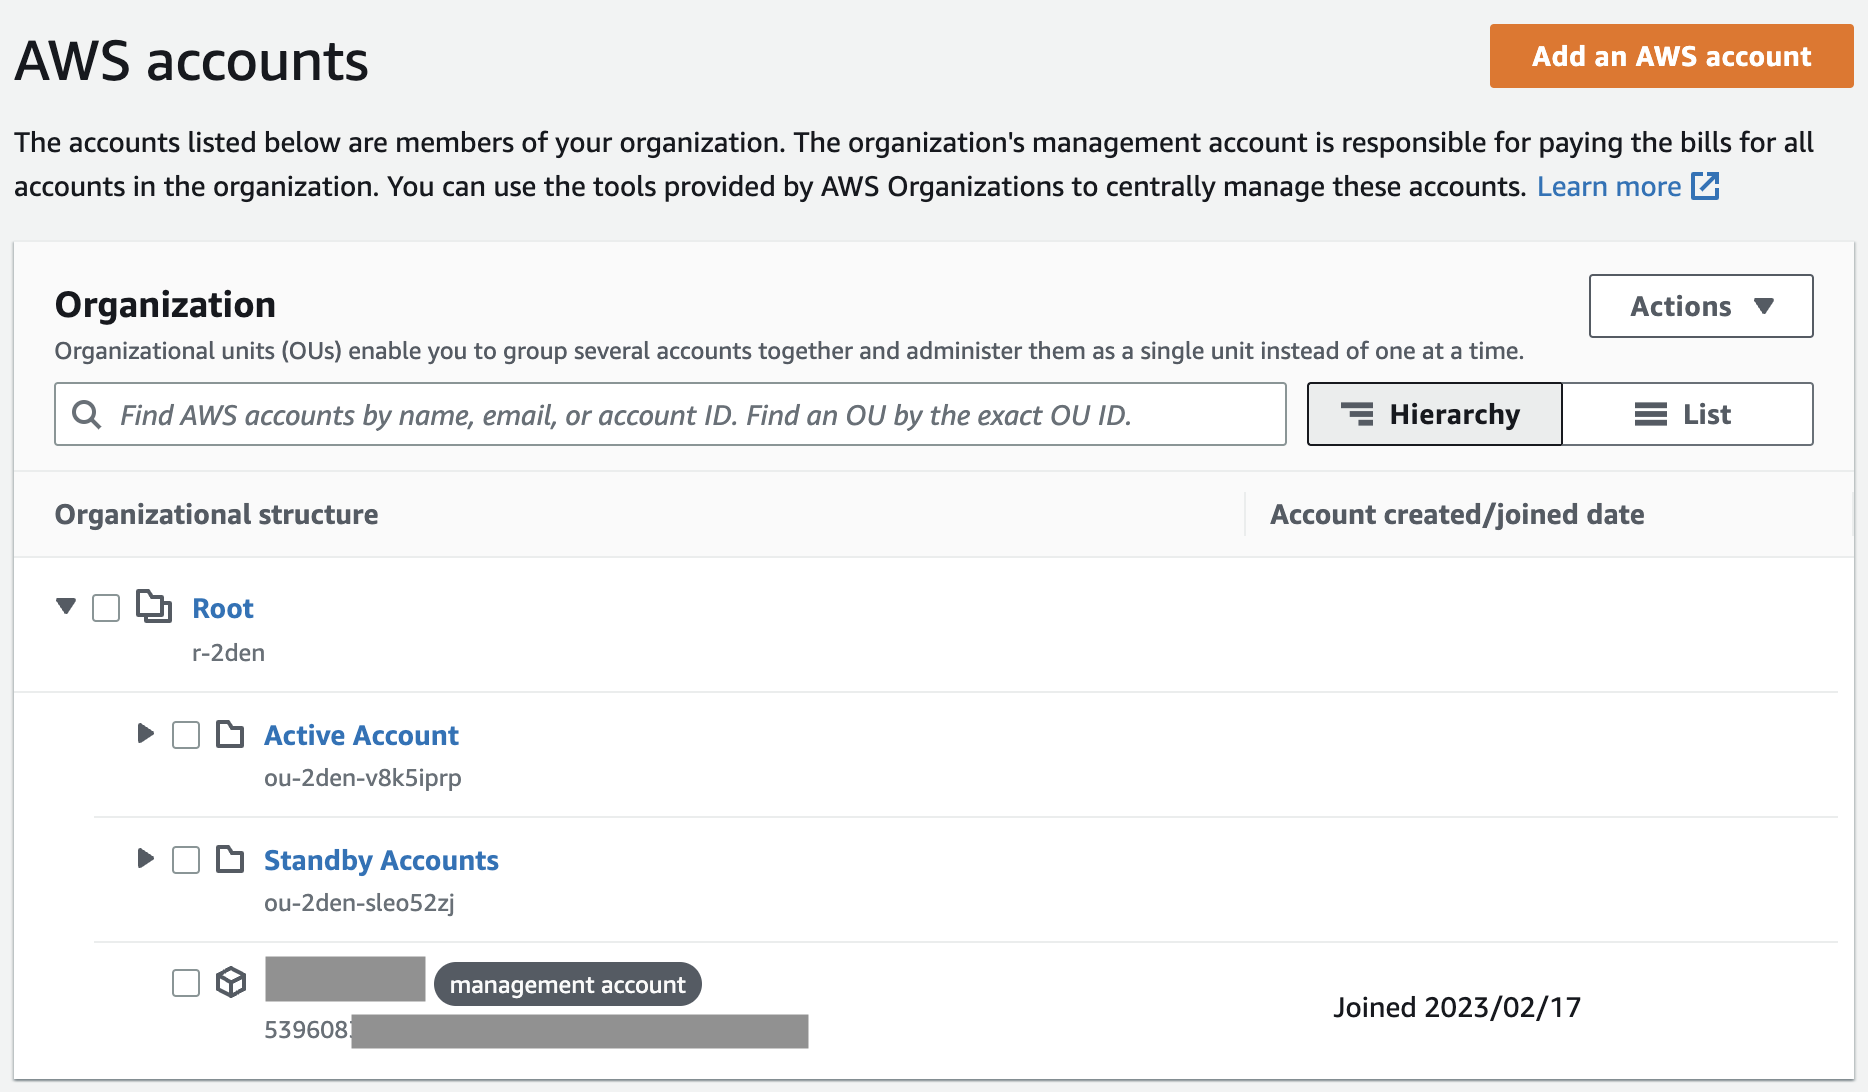 AWS accounts
Add an AWS account
The accounts listed below are members of your organization. The organization's management account is responsible for paying the bills for all
accounts in the organization. You can use the tools provided by AWS Organizations to centrally manage these accounts. Learn more
Organization
Actions
Organizational units (OUs) enable you to group several accounts together and administer them as a single unit instead of one at a time.
Find AWS accounts by name, email, or account ID. Find an OU by the exact OU ID.
Hierarchy
List
Organizational structure
Account created/joined date
Root
r-2den
Active Account
ou-2den-v8k5iprp
Standby Accounts
ou-2den-sleo52zj
management account
Joined 2023/02/17
539608